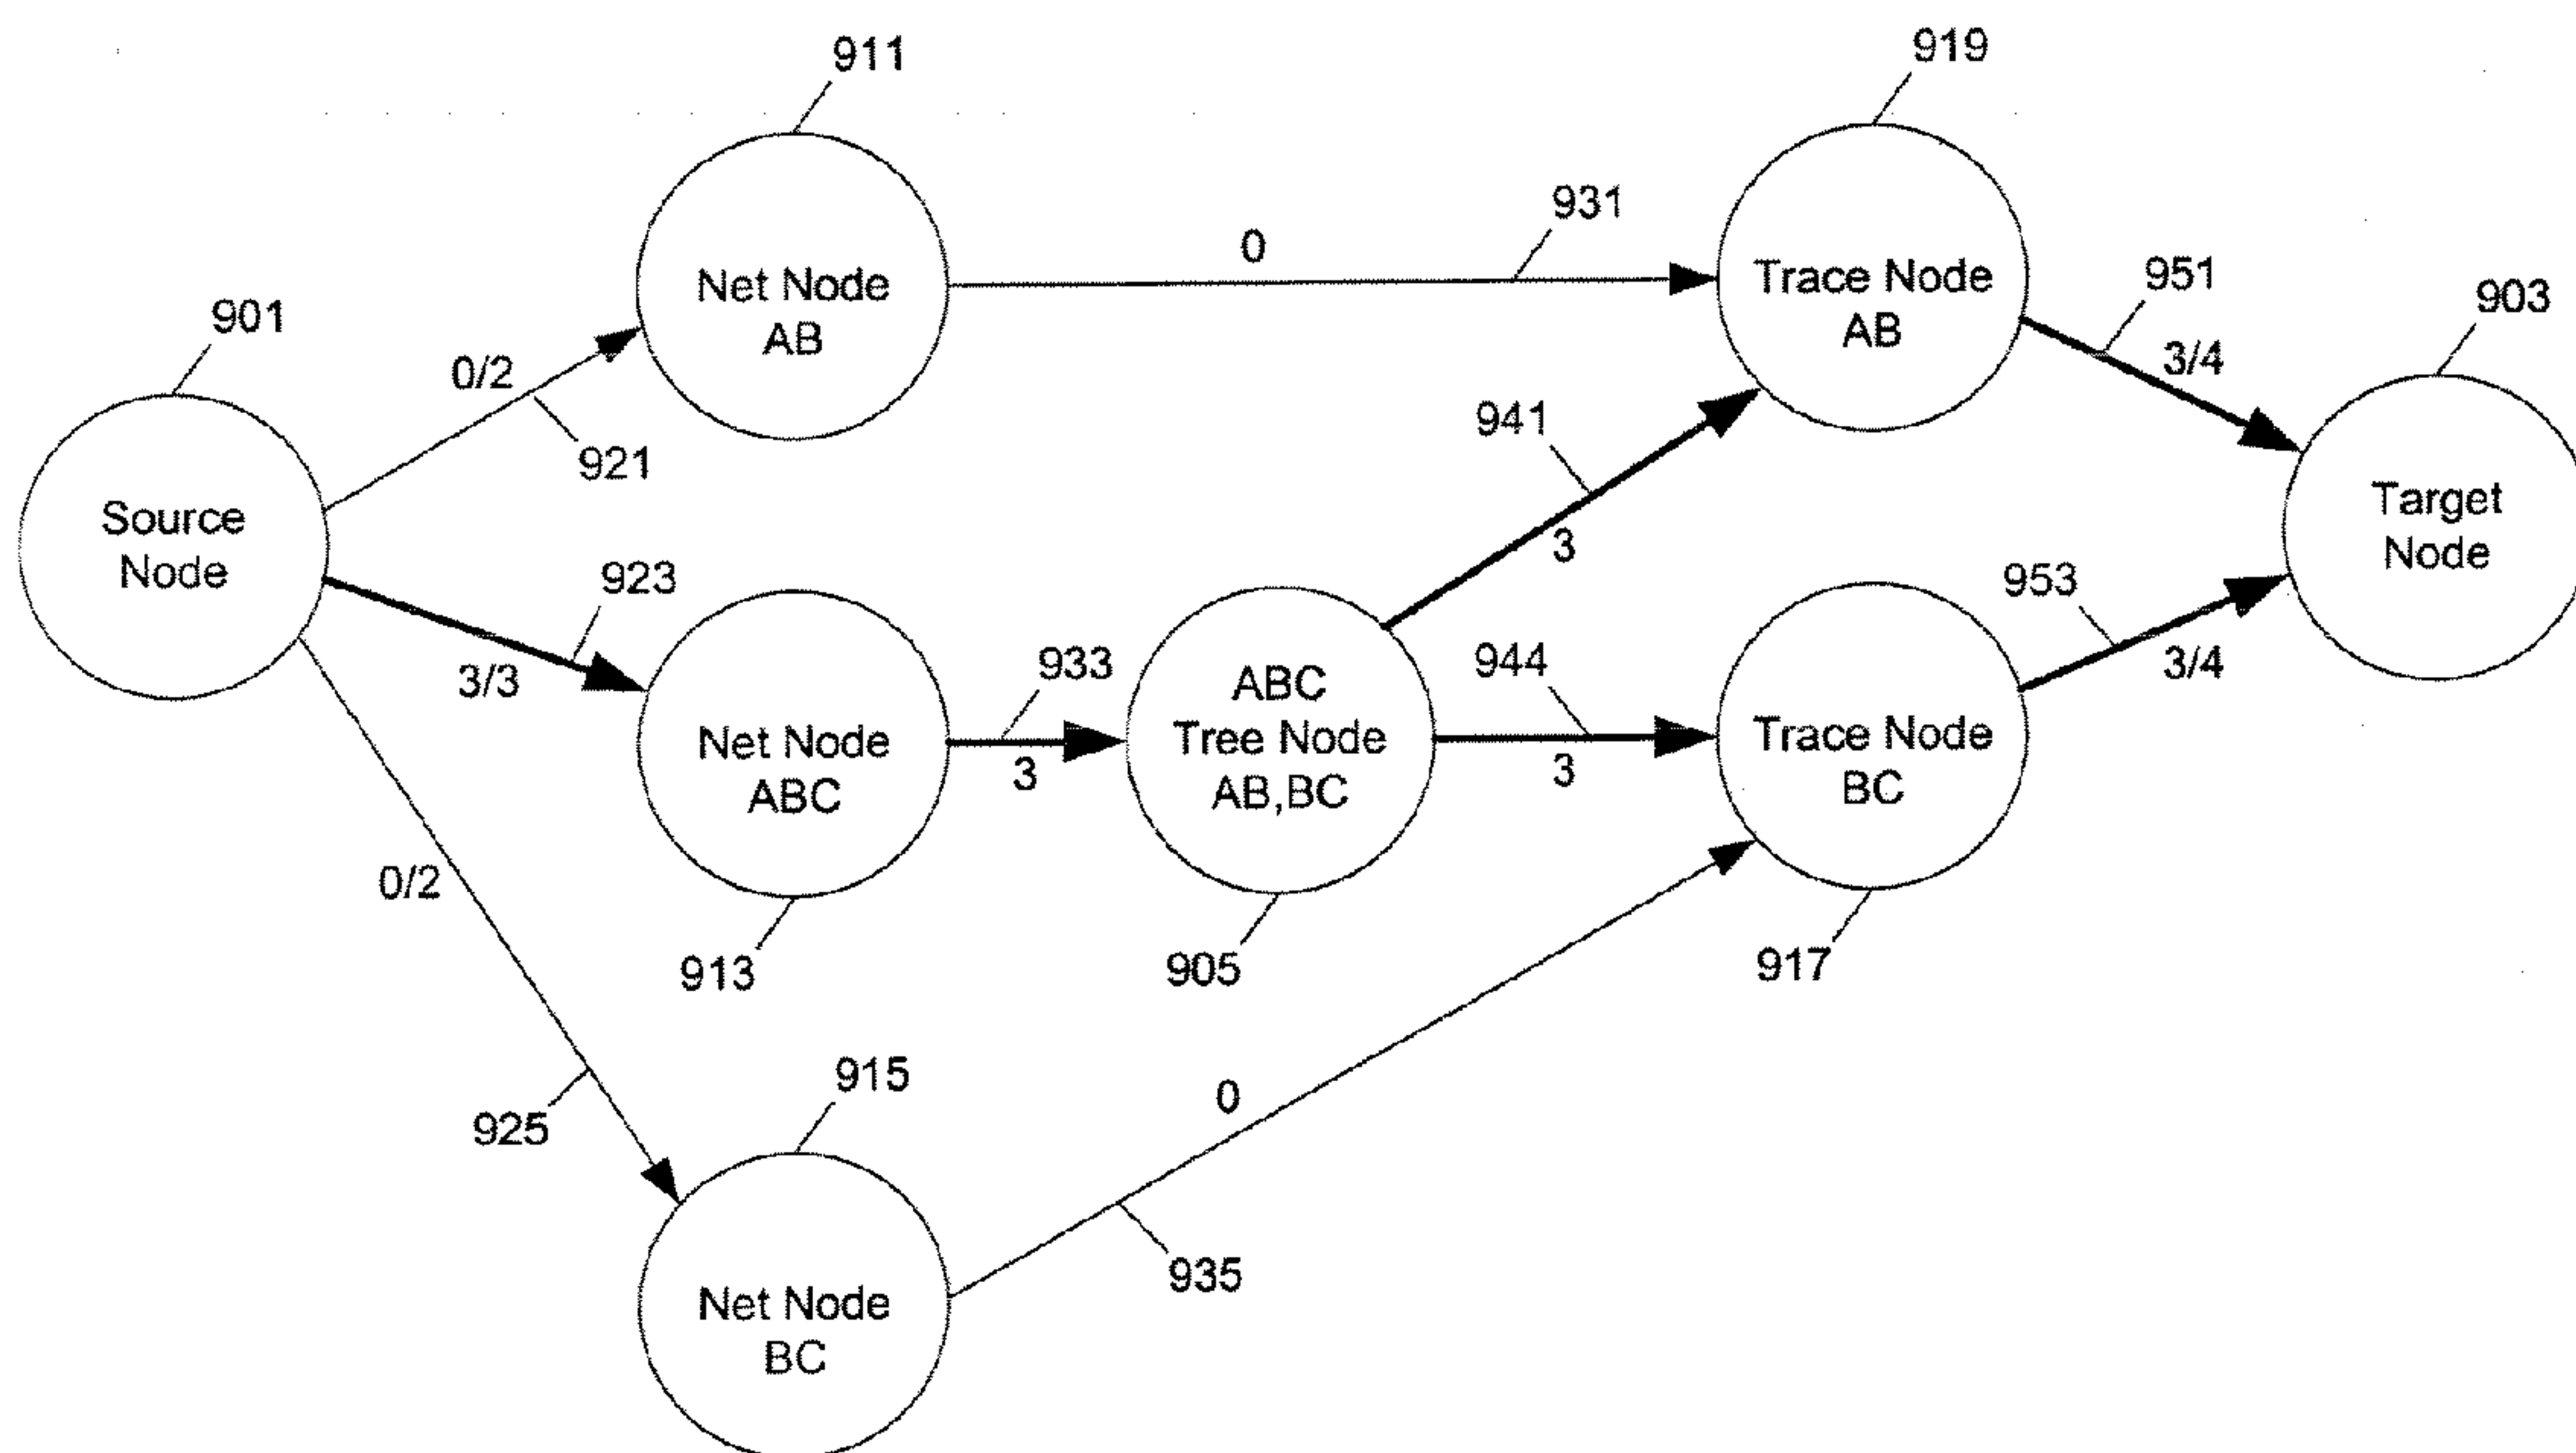 911
919
931
0
Net Node
AB
Trace Node
AB
951
3/4
903
901
0/2
921
941
3
Source
Node
Target
Node
923
3/3
933
3
944
3
953
3/4
Net Node
ABC
ABC
Tree Node
AB,BC
Trace Node
BC
0/2
913
905
917
915
925
0
935
Net Node
BC